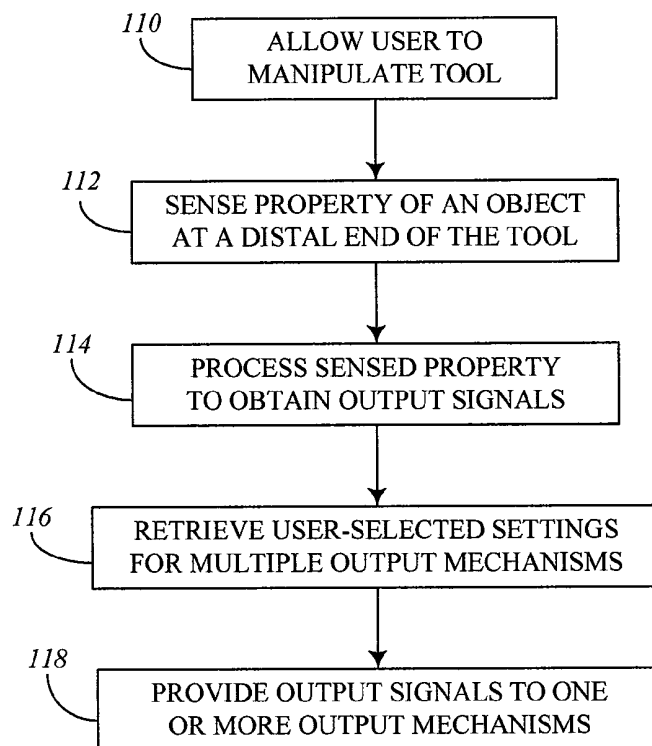 110
ALLOW USER TO
MANIPULATE TOOL
112
SENSE PROPERTY OF AN OBJECT
AT A DISTAL END OF THE TOOL
114
PROCESS SENSED PROPERTY
TO OBTAIN OUTPUT SIGNALS
116
RETRIEVE USER-SELECTED SETTINGS
FOR MULTIPLE OUTPUT MECHANISMS
118
PROVIDE OUTPUT SIGNALS TO ONE
OR MORE OUTPUT MECHANISMS